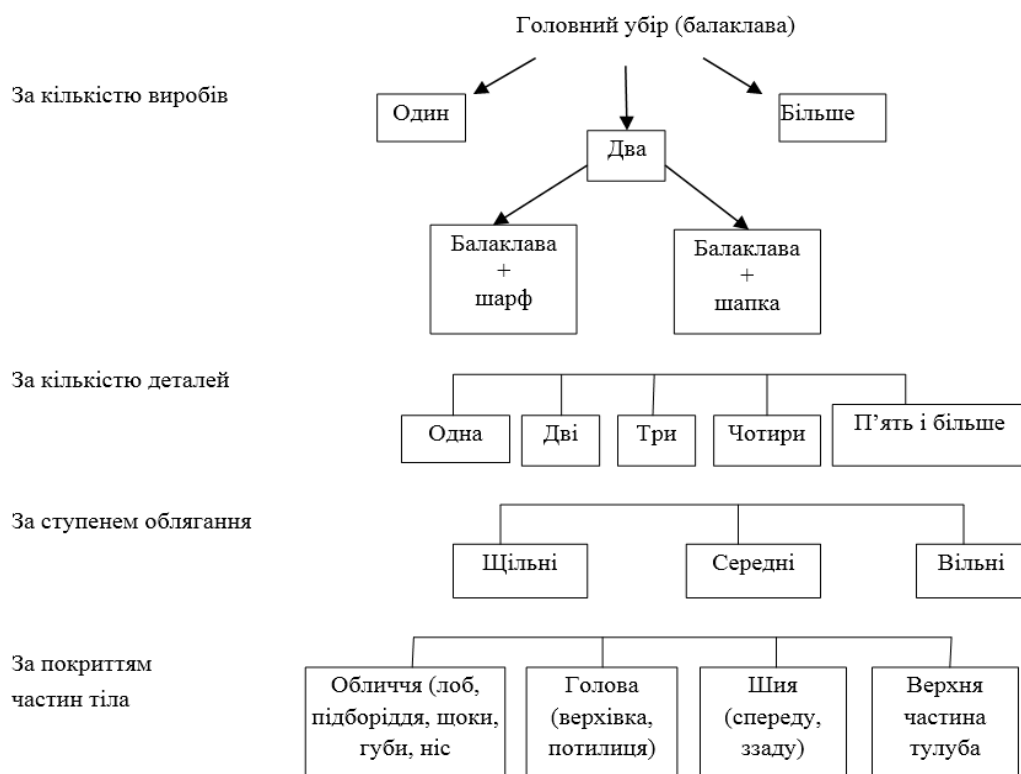 Головний убір (балаклава)
За кількістю виробів
Один
Більше
Два
Балаклава
+
шарф
Балаклава
+
шапка
За кількістю деталей
Одна
Дві
Три
Чотири
П’ять і більше
За ступенем облягання
Щільні
Середні
Вільні
За покриттям
частин тіла
Обличчя (лоб,
підборіддя, щоки,
губи, ніс
Голова
(верхівка,
потилиця)
Шия
(спереду,
ззаду)
Верхня
частина
тулуба